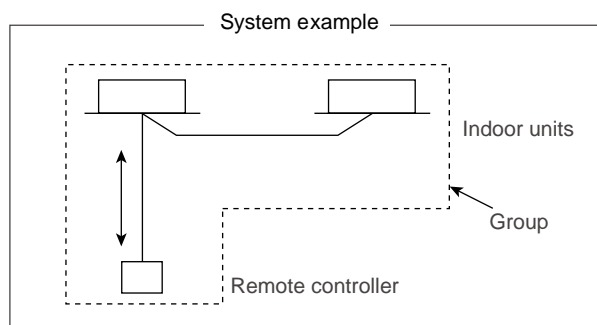 System example
Indoor units
Group
Remote controller